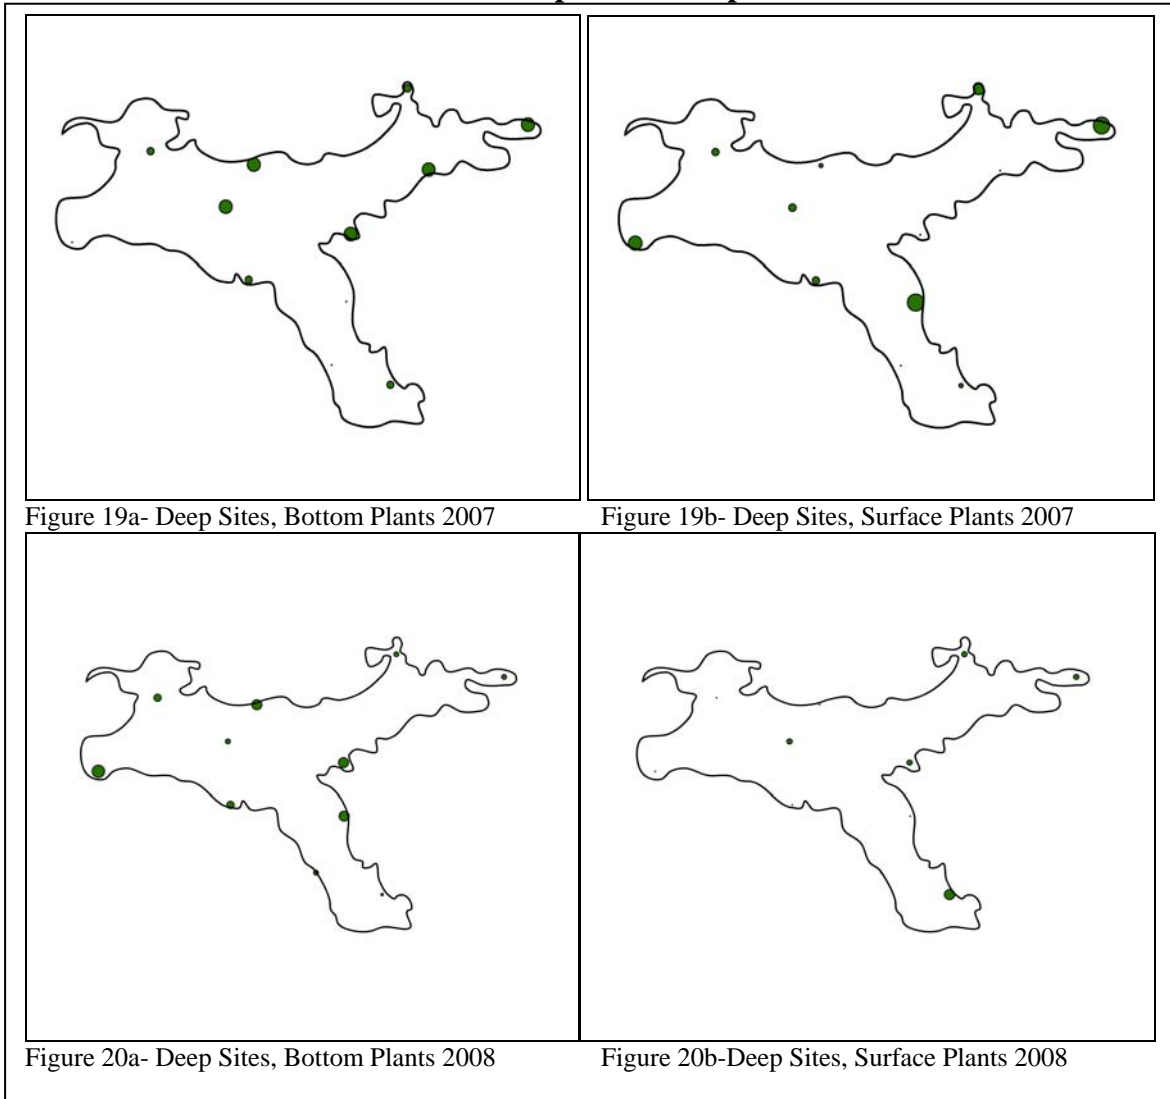 Figure 19a- Deep Sites, Bottom Plants 2007
Figure 19b- Deep Sites, Surface Plants 2007
Figure 20a- Deep Sites, Bottom Plants 2008
Figure 20b-Deep Sites, Surface Plants 2008